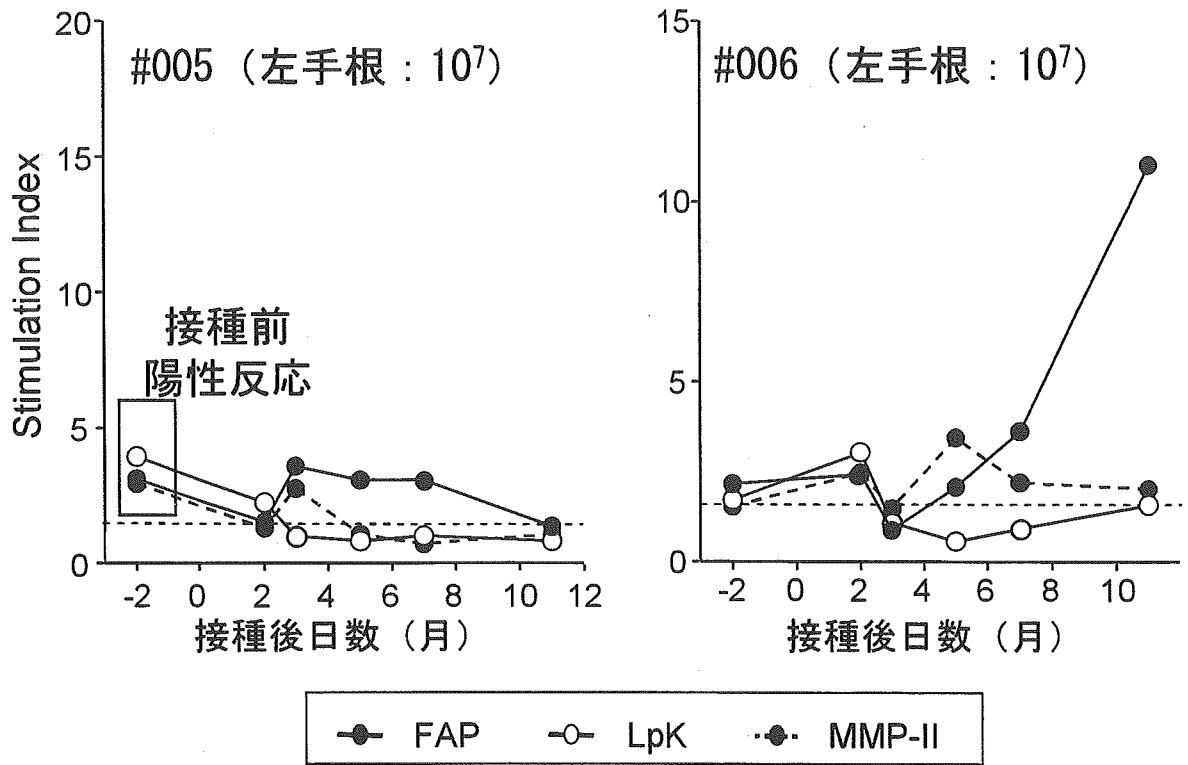 #005（左手根：10⁷）
20
15
10
5
0
Stimulation Index
接種前
陽性反応
-2 0 2 4 6 8 10 12
接種後日数（月）
#006（左手根：10⁷）
15
10
5
0
-2 0 2 4 6 8 10
接種後日数（月）
FAP LpK MMP-II